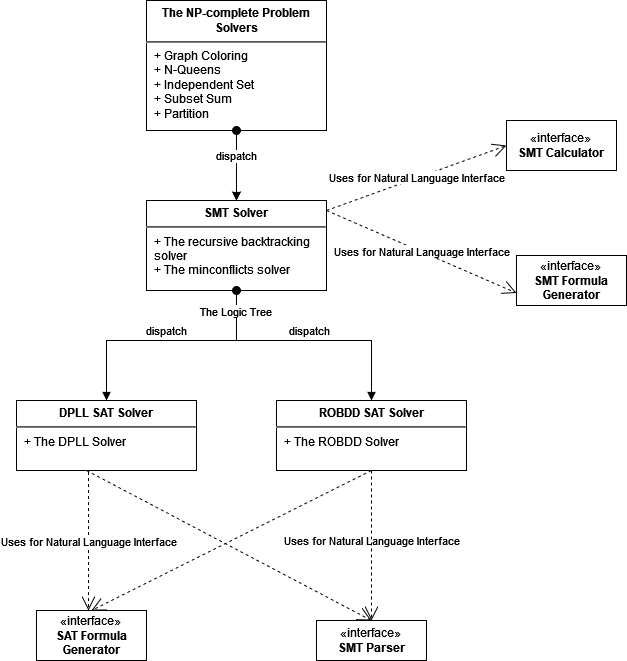 The NP-complete Problem
Solvers
+ Graph Coloring
+ N-Queens
+ Independent Set
+ Subset Sum
+ Partition
dispatch
«interface»
SMT Calculator
Uses for Natural Language Interface
SMT Solver
+ The recursive backtracking
solver
+ The minconflicts solver
Uses for Natural Language Interface
«interface»
SMT Formula
Generator
The Logic Tree
dispatch
dispatch
DPLL SAT Solver
+ The DPLL Solver
ROBDD SAT Solver
+ The ROBDD Solver
Uses for Natural Language Interface
Uses for Natural Language Interface
«interface»
SAT Formula
Generator
«interface»
SMT Parser